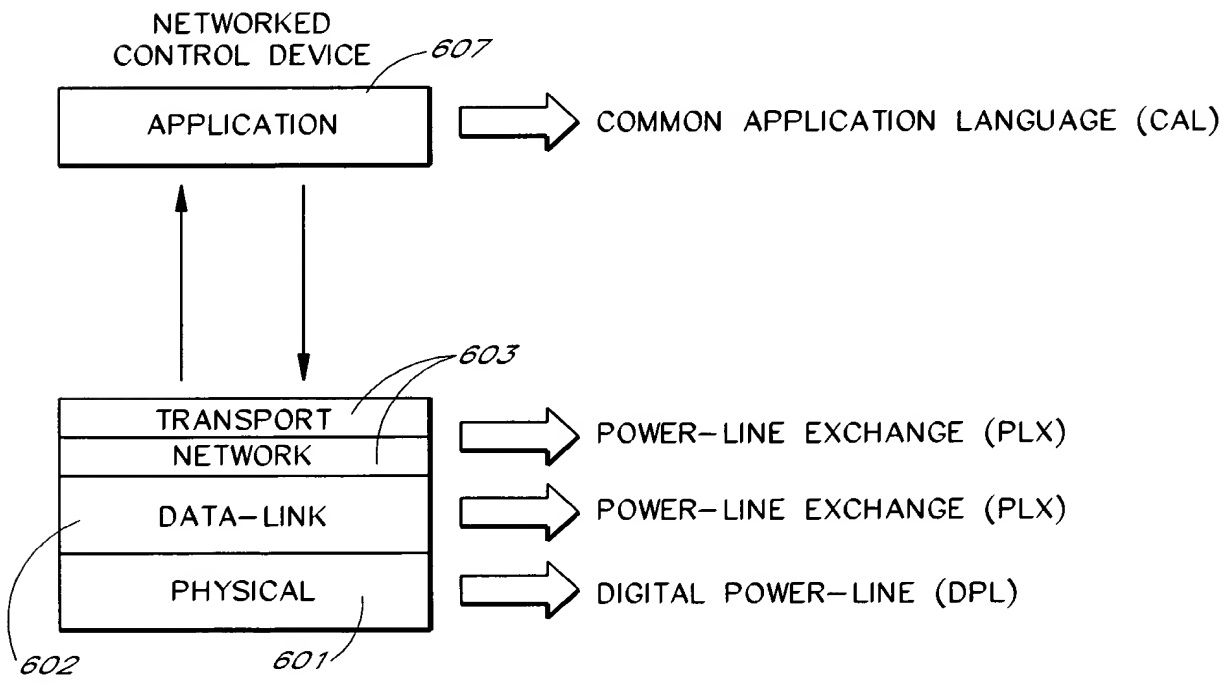 NETWORKED
CONTROL DEVICE
607
APPLICATION
COMMON APPLICATION LANGUAGE (CAL)
603
TRANSPORT
POWER-LINE EXCHANGE (PLX)
NETWORK
DATA-LINK
POWER-LINE EXCHANGE (PLX)
PHYSICAL
DIGITAL POWER-LINE (DPL)
602
601